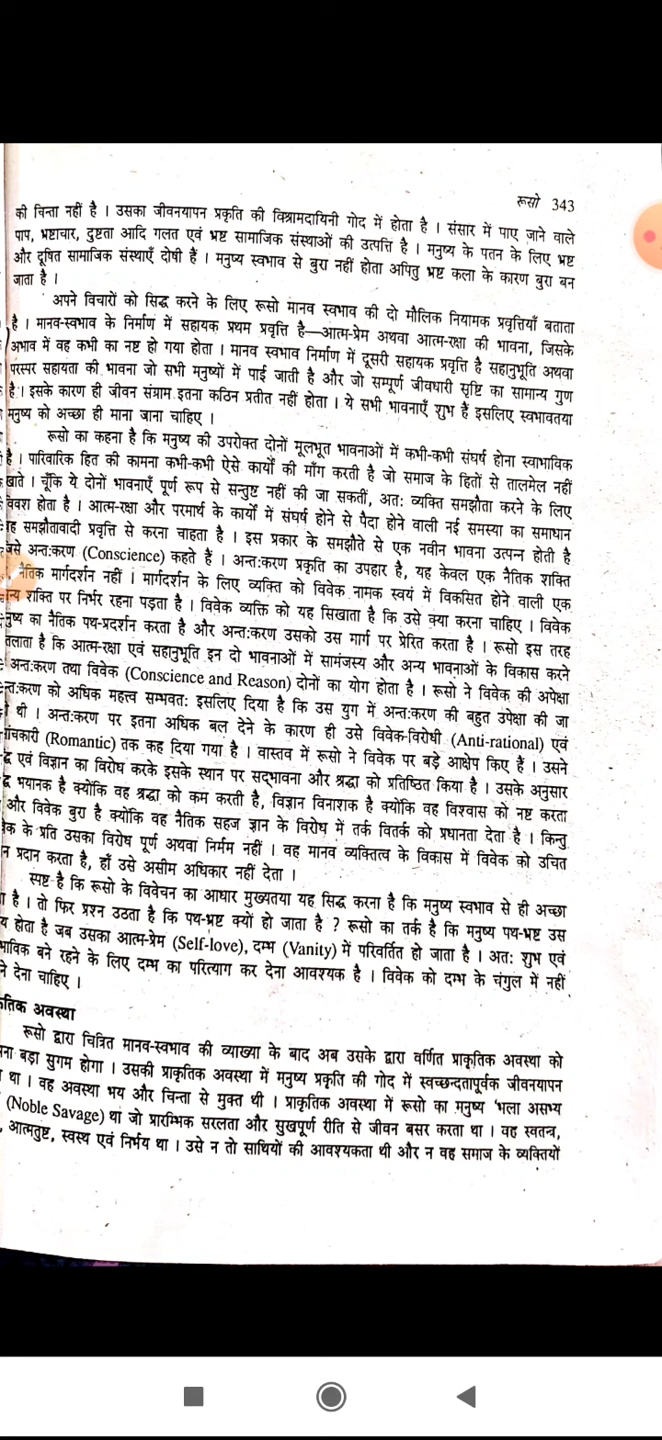 रूसो 343
की चिन्ता नहीं है । उसका जीवनयापन प्रकृति की विश्रामदायिनी गोद में होता है । संसार में पाए जाने वाले
पाप, भ्रष्टाचार, दुष्टता आदि गलत एवं भ्रष्ट सामाजिक संस्थाओं की उत्पत्ति है । मनुष्य के पतन के लिए भ्रष्ट
और दूषित सामाजिक संस्थाएँ दोषी हैं । मनुष्य स्वभाव से बुरा नहीं होता अपितु भ्रष्ट कला के कारण बुरा बन
जाता है ।
अपने विचारों को सिद्ध करने के लिए रूसो मानव स्वभाव की दो मौलिक नियामक प्रवृत्तियाँ बताता
है । मानव-स्वभाव के निर्माण में सहायक प्रथम प्रवृत्ति है—आत्म-प्रेम अथवा आत्म-रक्षा की भावना, जिसके
अभाव में वह कभी का नष्ट हो गया होता । मानव स्वभाव निर्माण में दूसरी सहायक प्रवृत्ति है सहानुभूति अथवा
परस्पर सहायता की भावना जो सभी मनुष्यों में पाई जाती है और जो सम्पूर्ण जीवधारी सृष्टि का सामान्य गुण
है । इसके कारण ही जीवन संग्राम इतना कठिन प्रतीत नहीं होता । ये सभी भावनाएँ शुभ हैं इसलिए स्वभावतया
मनुष्य को अच्छा ही माना जाना चाहिए ।
रूसो का कहना है कि मनुष्य की उपरोक्त दोनों मूलभूत भावनाओं में कभी-कभी संघर्ष होना स्वाभाविक
है । पारिवारिक हित की कामना कभी-कभी ऐसे कार्यों की माँग करती है जो समाज के हितों से तालमेल नहीं
खाते । चूँकि ये दोनों भावनाएँ पूर्ण रूप से सन्तुष्ट नहीं की जा सकतीं, अतः व्यक्ति समझौता करने के लिए
विवश होता है । आत्म-रक्षा और परमार्थ के कार्यों में संघर्ष होने से पैदा होने वाली नई समस्या का समाधान
समझौतावादी प्रवृत्ति से करना चाहता है । इस प्रकार के समझौते से एक नवीन भावना उत्पन्न होती है
जिसे अन्तःकरण (Conscience) कहते हैं । अन्तःकरण प्रकृति का उपहार है, यह केवल एक नैतिक शक्ति
नैतिक मार्गदर्शन नहीं । मार्गदर्शन के लिए व्यक्ति को विवेक नामक स्वयं में विकसित होने वाली एक
शक्ति पर निर्भर रहना पड़ता है । विवेक व्यक्ति को यह सिखाता है कि उसे क्या करना चाहिए । विवेक
का नैतिक पथ-प्रदर्शन करता है और अन्तःकरण उसको उस मार्ग पर प्रेरित करता है । रूसो इस तरह
तलाता है कि आत्म-रक्षा एवं सहानुभूति इन दो भावनाओं में सामंजस्य और अन्य भावनाओं के विकास करने
अन्तःकरण तथा विवेक (Conscience and Reason) दोनों का योग होता है । रूसो ने विवेक की अपेक्षा
न्तःकरण को अधिक महत्व सम्भवतः इसलिए दिया है कि उस युग में अन्तःकरण की बहुत उपेक्षा की जा
थी । अन्तःकरण पर इतना अधिक बल देने के कारण ही उसे विवेक-विरोधी (Anti-rational) एवं
चकारी (Romantic) तक कह दिया गया है । वास्तव में रूसो ने विवेक पर बड़े आक्षेप किए हैं । उसने
एवं विज्ञान का विरोध करके इसके स्थान पर सद्भावना और श्रद्धा को प्रतिष्ठित किया है । उसके अनुसार
भयानक है क्योंकि वह श्रद्धा को कम करती है, विज्ञान विनाशक है क्योंकि वह विश्वास को नष्ट करता
और विवेक बुरा है क्योंकि वह नैतिक सहज ज्ञान के विरोध में तर्क वितर्क को प्रधानता देता है । किन्तु
वेक के प्रति उसका विरोध पूर्ण अथवा निर्मम नहीं । वह मानव व्यक्तित्व के विकास में विवेक को उचित
न प्रदान करता है, हाँ उसे असीम अधिकार नहीं देता ।
स्पष्ट है कि रूसो के विवेचन का आधार मुख्यतया यह सिद्ध करना है कि मनुष्य स्वभाव से ही अच्छा
है । तो फिर प्रश्न उठता है कि पथ-भ्रष्ट क्यों हो जाता है ? रूसो का तर्क है कि मनुष्य पथ-भ्रष्ट उस
य होता है जब उसका आत्म-प्रेम (Self-love), दम्भ (Vanity) में परिवर्तित हो जाता है । अतः शुभ एवं
भाविक बने रहने के लिए दम्भ का परित्याग कर देना आवश्यक है । विवेक को दम्भ के चंगुल में नहीं
ने देना चाहिए ।
कृतिक अवस्था
रूसो द्वारा चित्रित मानव-स्वभाव की व्याख्या के बाद अब उसके द्वारा वर्णित प्राकृतिक अवस्था को
ना बड़ा सुगम होगा । उसकी प्राकृतिक अवस्था में मनुष्य प्रकृति की गोद में स्वच्छन्दतापूर्वक जीवनयापन
था । वह अवस्था भय और चिन्ता से मुक्त थी । प्राकृतिक अवस्था में रूसो का मनुष्य 'भला असभ्य
(Noble Savage) था जो प्रारम्भिक सरलता और सुखपूर्ण रीति से जीवन बसर करता था । वह स्वतन्त्र,
, आत्मतुष्ट, स्वस्थ एवं निर्भय था । उसे न तो साथियों की आवश्यकता थी और न वह समाज के व्यक्तियों